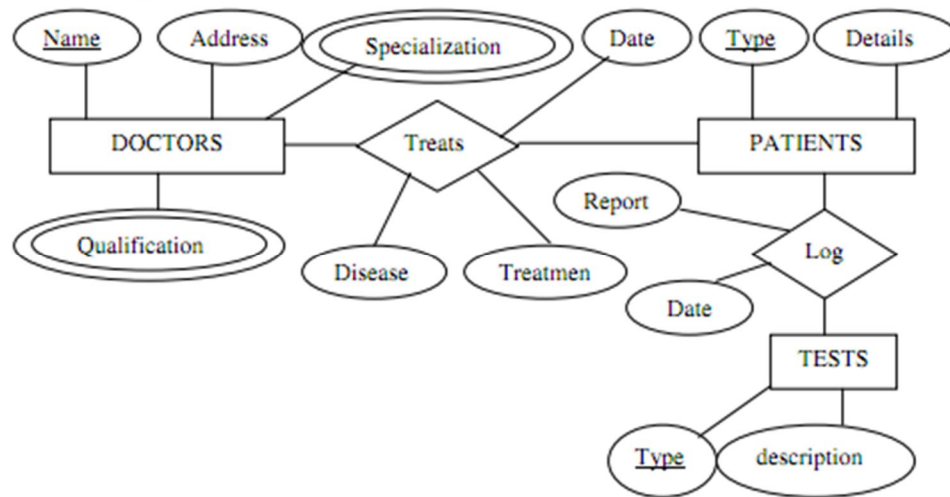 Name
Address
Specialization
Date
Type
Details
DOCTORS
Treats
PATIENTS
Report
Qualification
Log
Disease
Treatmen
Date
TESTS
Type
description